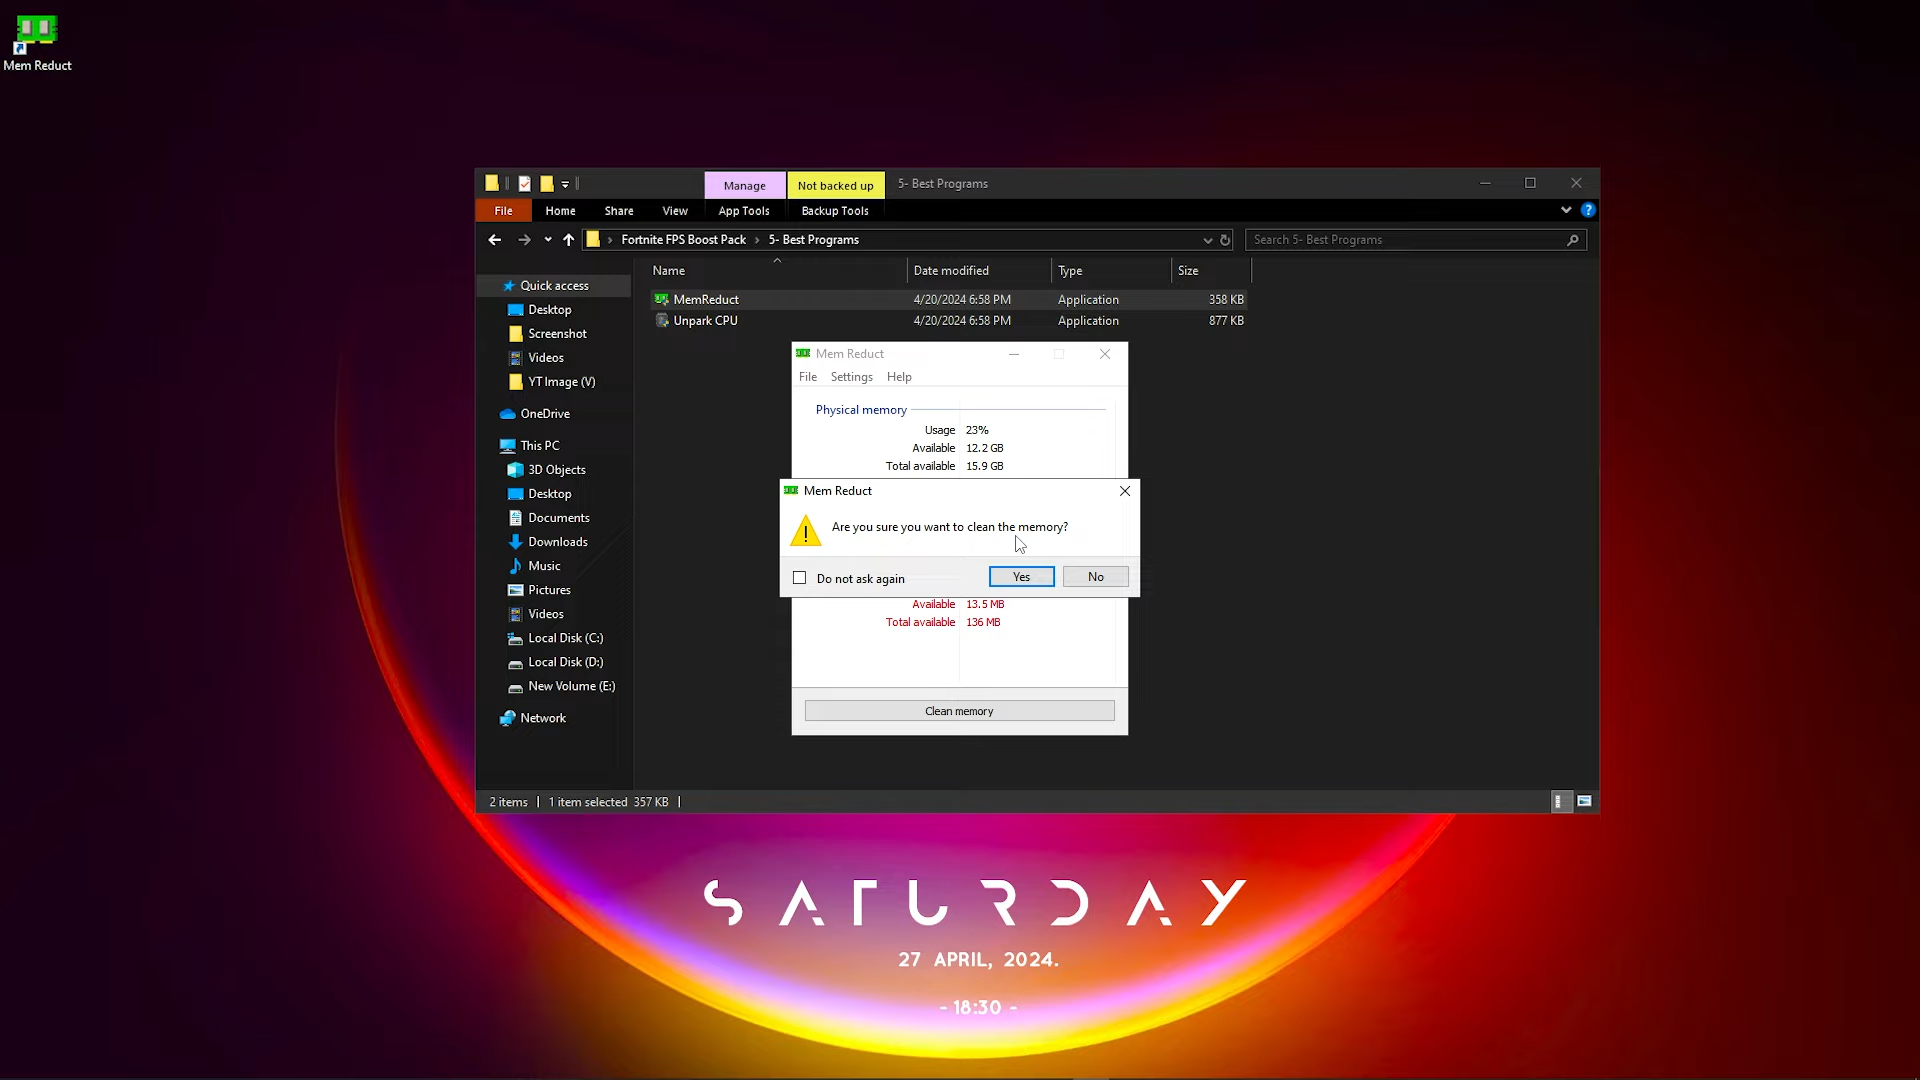 Mem Reduct
Manage
Not backed up
5- Best Programs
File
Home
Share
View
App Tools
Backup Tools
?
Fortnite FPS Boost Pack > 5- Best Programs
Search 5- Best Programs
Name
Date modified
Type
Size
MemReduct 4/20/2024 6:58 PM Application 358 KB
Unpark CPU 4/20/2024 6:58 PM Application 877 KB
Quick access
Desktop
Screenshot
Videos
YT Image (V)
OneDrive
This PC
3D Objects
Desktop
Documents
Downloads
Music
Pictures
Videos
Local Disk (C:)
Local Disk (D:)
New Volume (E:)
Network
Mem Reduct
File Settings Help
Physical memory
Usage 23%
Available 12.2 GB
Total available 15.9 GB
Mem Reduct
Are you sure you want to clean the memory?
Do not ask again
Yes
No
Available 13.5 MB
Total available 136 MB
Clean memory
2 items
1 item selected 357 KB
SATURDAY
27 APRIL, 2024.
- 18:30 -